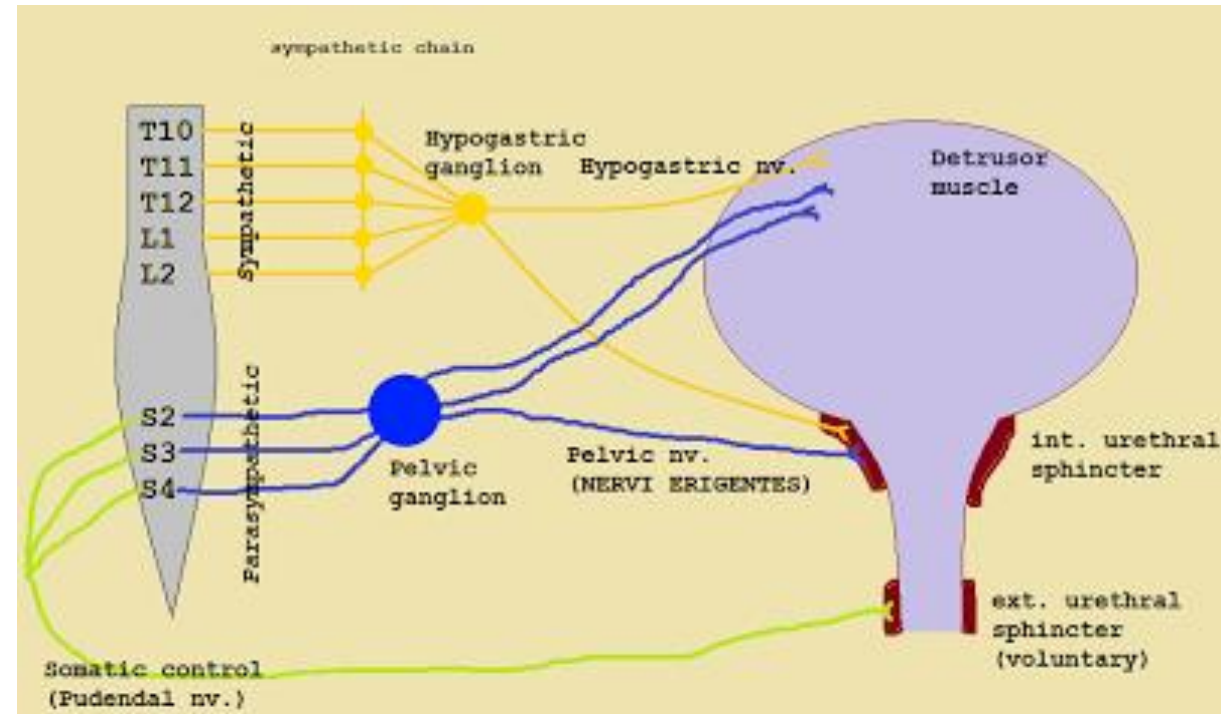 sympathetic chain
T10
T11
T12
L1
L2
Sympathetic
Hypogastric
ganglion
Hypogastric nv.
Detrusor
muscle
S2
S3
S4
Parasympathetic
Pelvic
ganglion
Pelvic nv.
(NERVI ERIGENTES)
int. urethral
sphincter
ext. urethral
sphincter
(voluntary)
Somatic control
(Pudendal nv.)